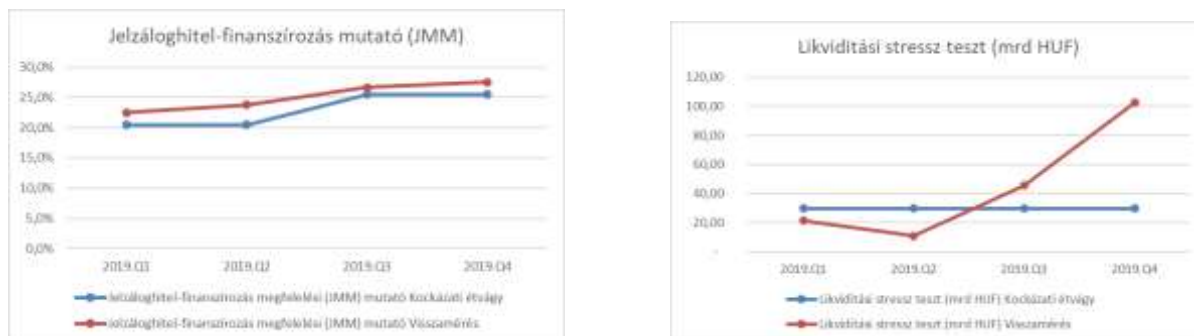 Jelzáloghitel-finanszírozás mutató (JMM)
30,0%
25,0%
20,0%
15,0%
10,0%
5,0%
0,0%
2019.Q1 2019.Q2 2019.Q3 2019.Q4
Jelzáloghitel-finanszírozás megfelelési (JMM) mutató Kockázati étvágy
Jelzáloghitel-finanszírozás megfelelési (JMM) mutató Visszamérés
Likviditási stressz teszt (mrd HUF)
120,00
100,00
80,00
60,00
40,00
20,00
-
2019.Q1 2019.Q2 2019.Q3 2019.Q4
Likviditási stressz teszt (mrd HUF) Kockázati étvágy
Likviditási stressz teszt (mrd HUF) Visszamérés